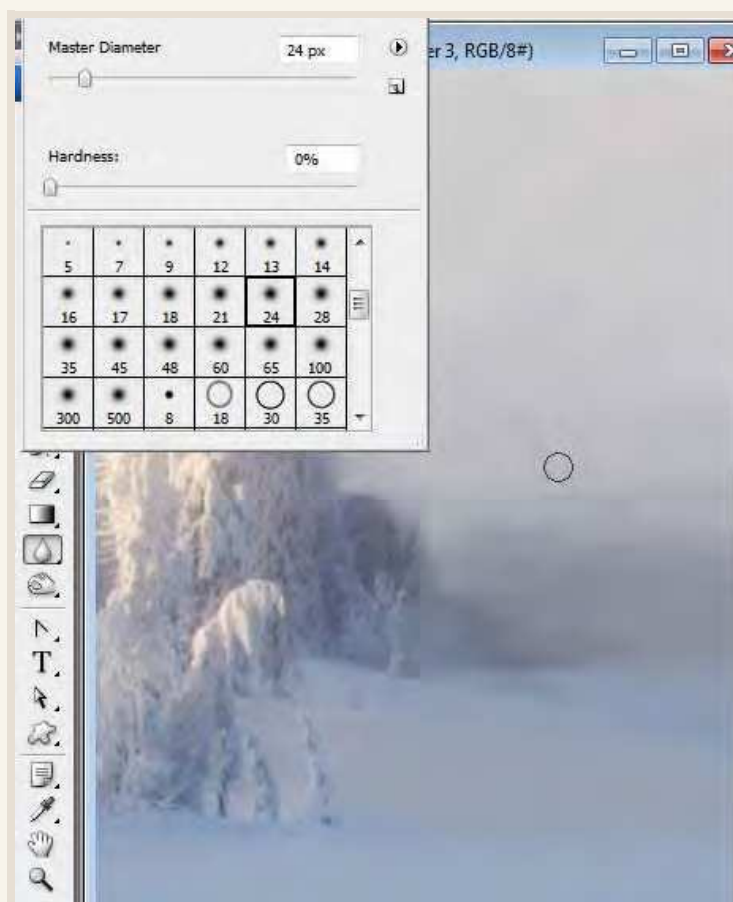 Master Diameter 24 px
er 3, RGB/8#)
Hardness: 0%
5 7 9 12 13 14
16 17 18 21 24 28
35 45 48 60 65 100
300 500 8 18 30 35
T